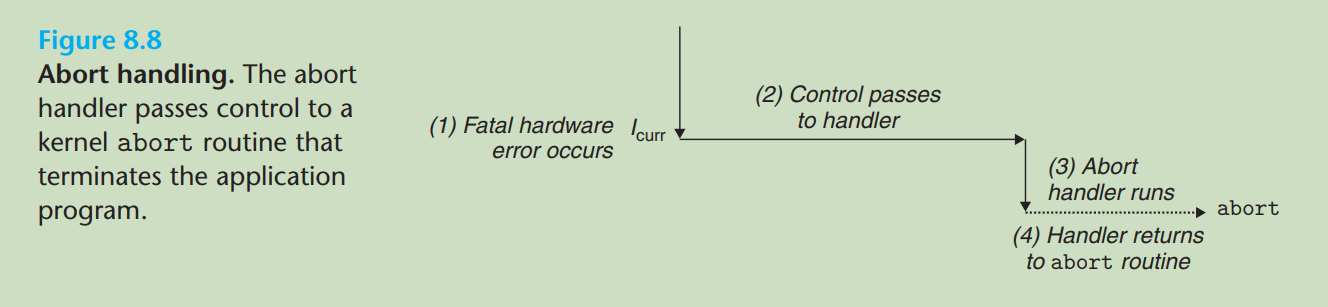 Figure 8.8
Abort handling. The abort
handler passes control to a
kernel abort routine that
terminates the application
program.
(1) Fatal hardware
error occurs
Icurr
(2) Control passes
to handler
(3) Abort
handler runs
abort
(4) Handler returns
to abort routine